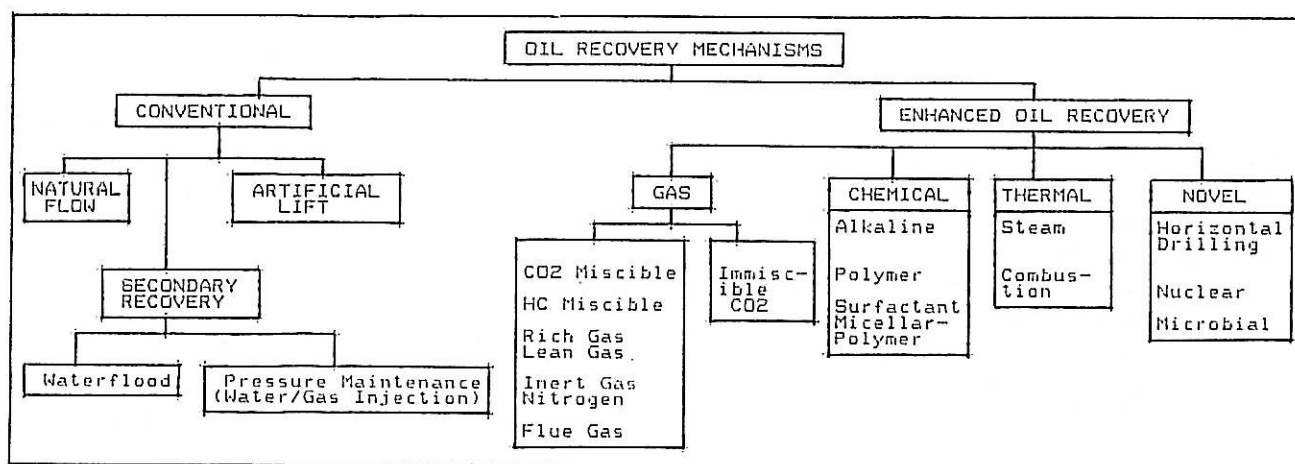 OIL RECOVERY MECHANISMS
CONVENTIONAL
ENHANCED OIL RECOVERY
NATURAL
FLOW
ARTIFICIAL
LIFT
SECONDARY
RECOVERY
Waterflood
Pressure Maintenance
(Water/Gas Injection)
GAS
CO2 Miscible
HC Miscible
Rich Gas
Lean Gas
Inert Gas
Nitrogen
Flue Gas
Immisc-
ible
CO2
CHEMICAL
Alkaline
Polymer
Surfactant
Micellar-
Polymer
THERMAL
Steam
Combus-
tion
NOVEL
Horizontal
Drilling
Nuclear
Microbial